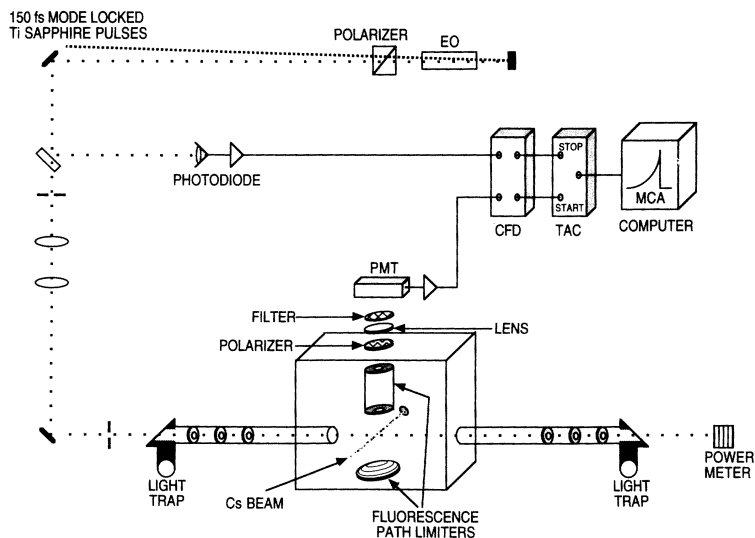 150 fs MODE LOCKED
Ti SAPPHIRE PULSES
POLARIZER
EO
PHOTODIODE
STOP
START
CFD
TAC
MCA
COMPUTER
PMT
FILTER
LENS
POLARIZER
LIGHT
TRAP
Cs BEAM
FLUORESCENCE
PATH LIMITERS
LIGHT
TRAP
POWER
METER